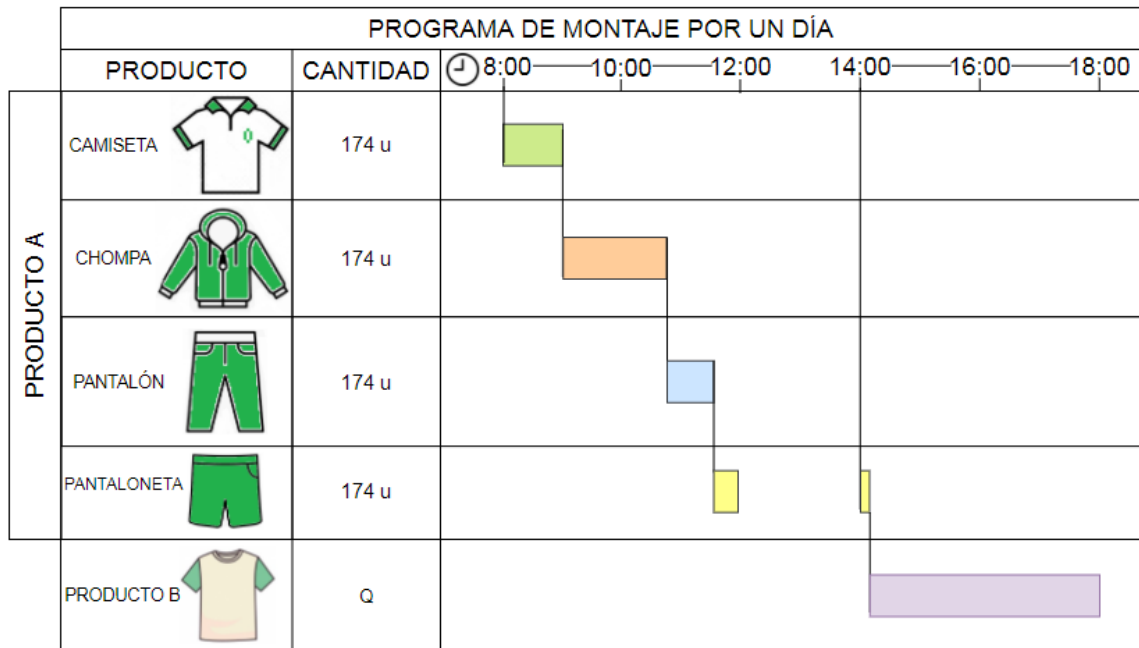 PROGRAMA DE MONTAJE POR UN DÍA
PRODUCTO CANTIDAD 8:00 10:00 12:00 14:00 16:00 18:00
PRODUCTO A
CAMISETA 174 u
CHOMPA 174 u
PANTALÓN 174 u
PANTALONETA 174 u
PRODUCTO B Q